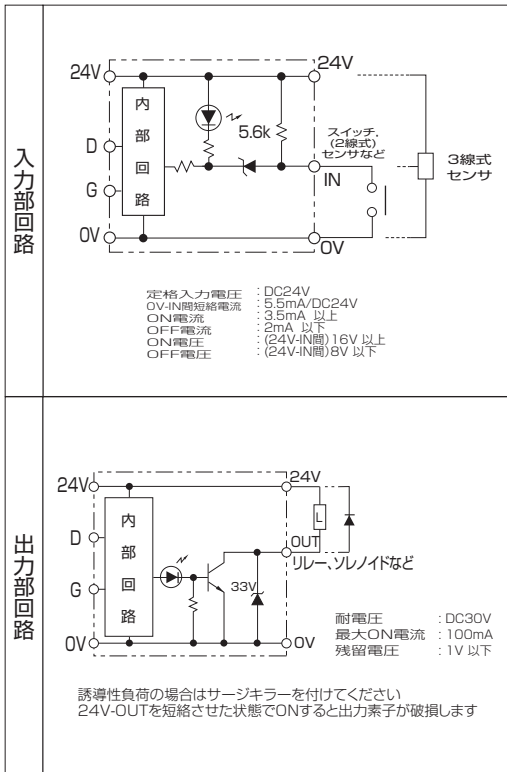 入力部回路
24V
24V
内部回路
5.6k
スイッチ、
(2線式)
センサなど
D
IN
3線式
センサ
G
0V
0V
定格入力電圧 : DC24V
0V-IN間短絡電流 : 5.5mA/DC24V
ON電流 : 3.5mA 以上
OFF電流 : 2mA 以下
ON電圧 : (24V-IN間)16V 以上
OFF電圧 : (24V-IN間)8V 以下
出力部回路
24V
24V
内部回路
L
D
OUT
リレー、ソレノイドなど
33V
G
0V
0V
耐電圧 : DC30V
最大ON電流 : 100mA
残留電圧 : 1V 以下
誘導性負荷の場合はサージキラーを付けてください
24V-OUTを短絡させた状態でONすると出力素子が破損します